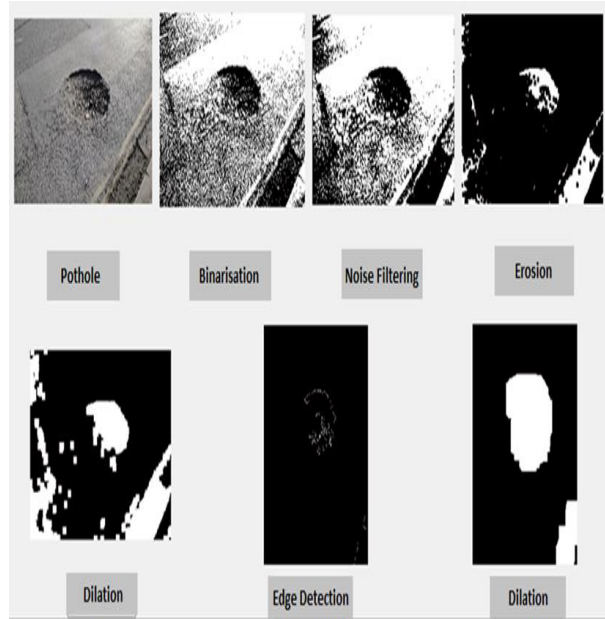 Pothole
Binarisation
Noise Filtering
Erosion
Dilation
Edge Detection
Dilation